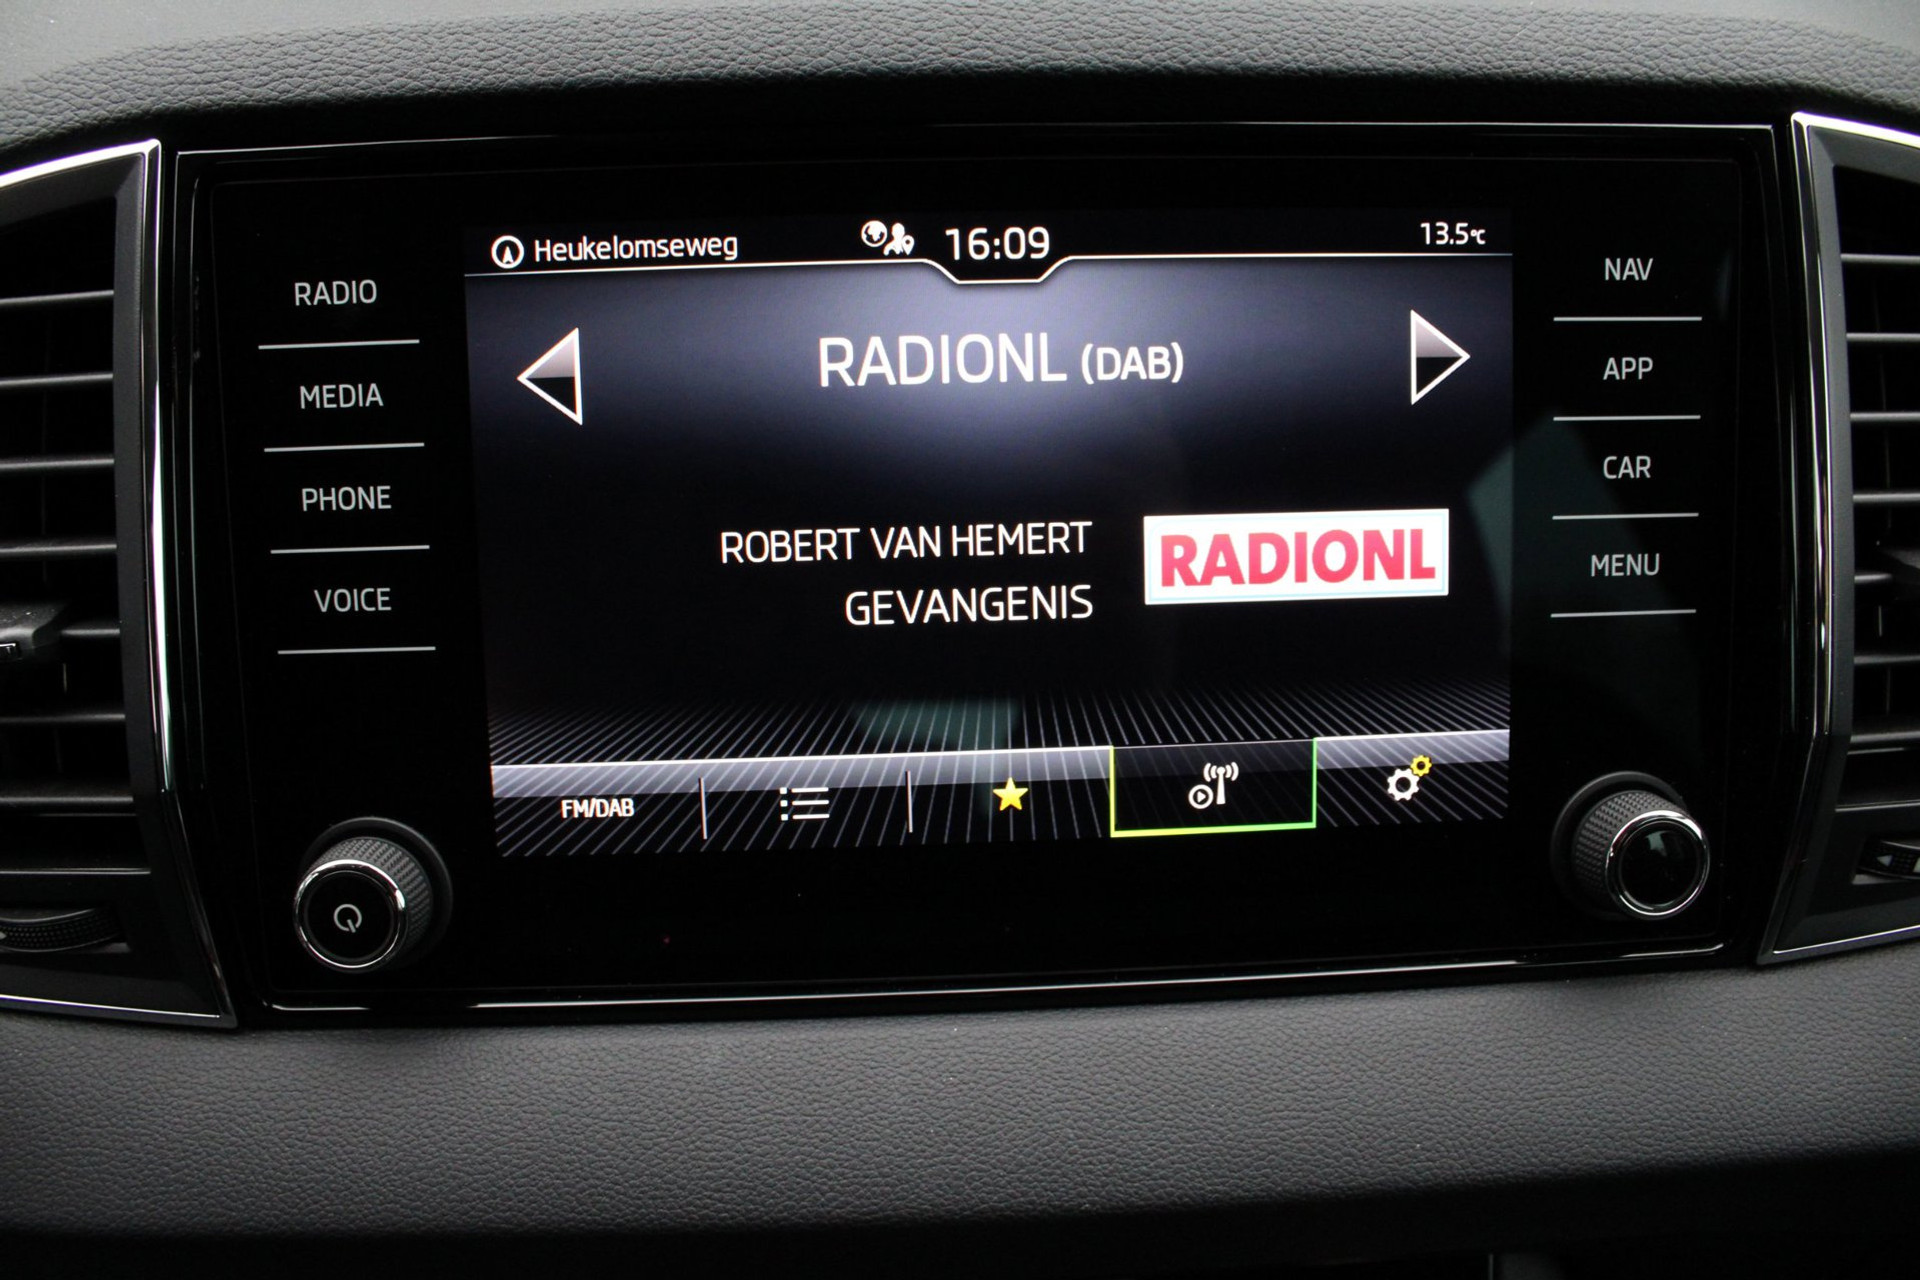 Heukelomseweg
16:09
13.5°C
RADIO
MEDIA
PHONE
VOICE
RADIONL (DAB)
ROBERT VAN HEMERT
GEVANGENIS
RADIONL
FM/DAB
NAV
APP
CAR
MENU